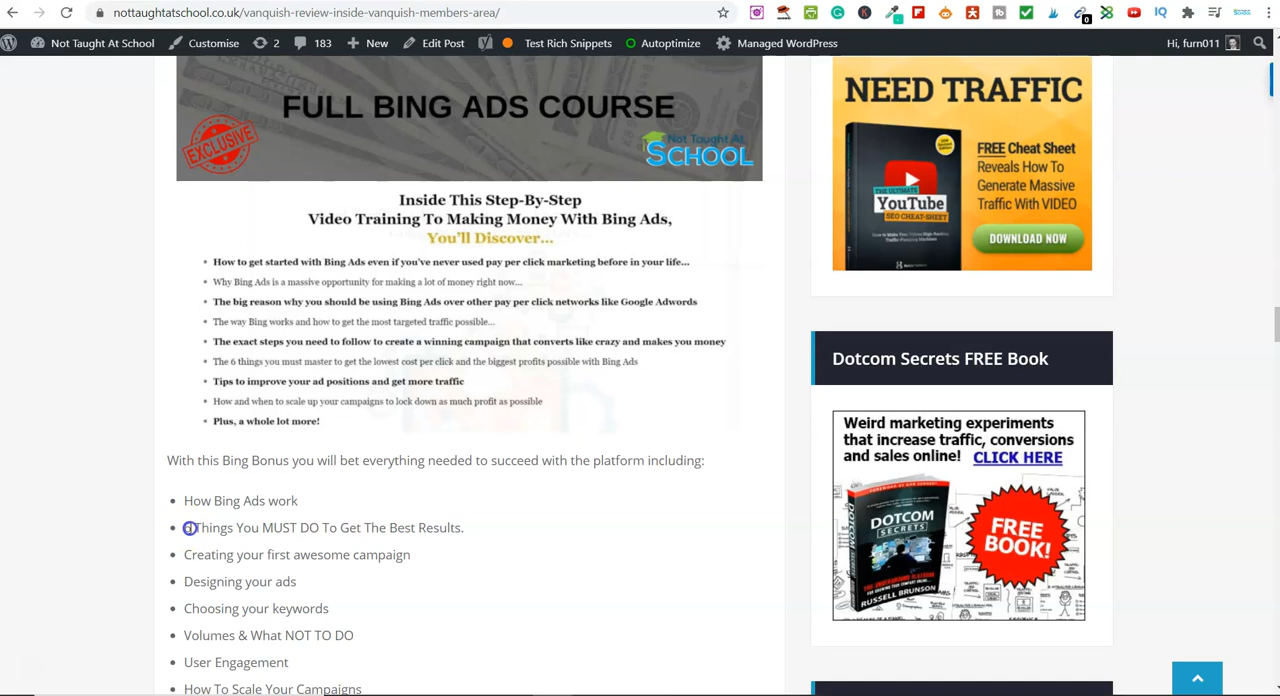 nottaughtatschool.co.uk/vanquish-review-inside-vanquish-members-area/
0
IQ
Not Taught At School
Customise
2
183
New
Edit Post
Test Rich Snippets
Autoptimize
Managed WordPress
Hi, furn011
FULL BING ADS COURSE
EXCLUSIVE
Not Taught At
SCHOOL
Inside This Step-By-Step
Video Training To Making Money With Bing Ads,
You'll Discover...
• How to get started with Bing Ads even if you've never used pay per click marketing before in your life...
• Why Bing Ads is a massive opportunity for making a lot of money right now...
• The big reason why you should be using Bing Ads over other pay per click networks like Google Adwords
• The way Bing works and how to get the most targeted traffic possible...
• The exact steps you need to follow to create a winning campaign that converts like crazy and makes you money
• The 6 things you must master to get the lowest cost per click and the biggest profits possible with Bing Ads
• Tips to improve your ad positions and get more traffic
• How and when to scale up your campaigns to lock down as much profit as possible
• Plus, a whole lot more!
With this Bing Bonus you will bet everything needed to succeed with the platform including:
• How Bing Ads work
• Things You MUST DO To Get The Best Results.
• Creating your first awesome campaign
• Designing your ads
• Choosing your keywords
• Volumes & What NOT TO DO
• User Engagement
• How To Scale Your Campaigns
NEED TRAFFIC
THE ULTIMATE
YouTube
SEO CHEAT-SHEET
FREE Cheat Sheet
Reveals How To
Generate Massive
Traffic With VIDEO
DOWNLOAD NOW
Dotcom Secrets FREE Book
Weird marketing experiments
that increase traffic, conversions
and sales online! CLICK HERE
DOTCOM
SECRETS
RUSSELL BRUNSON
FREE
BOOK!